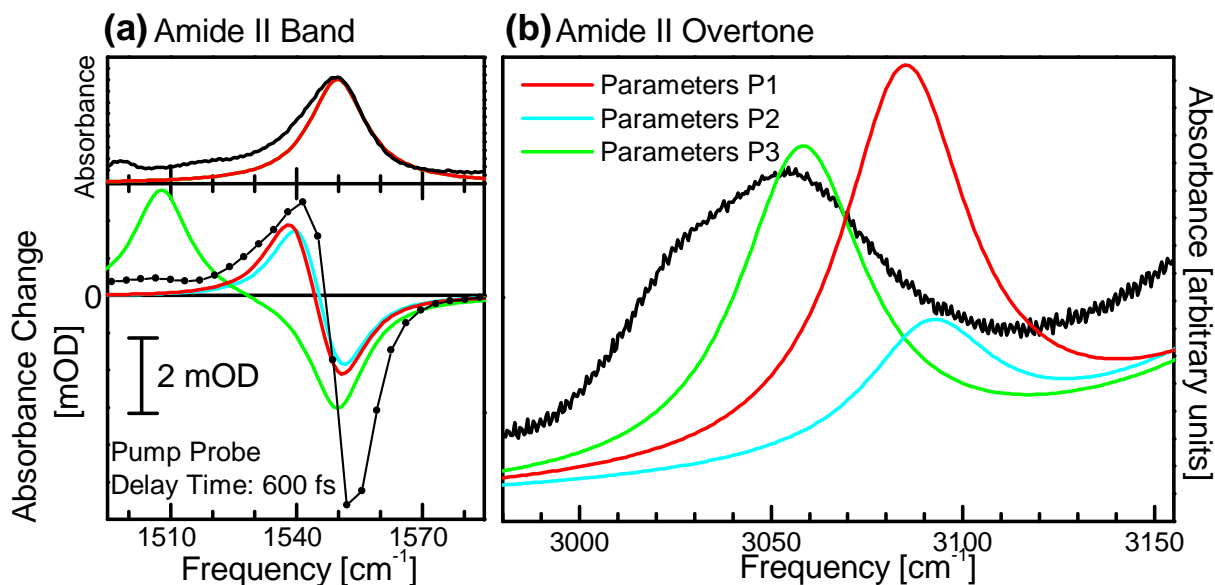 (a) Amide II Band
(b) Amide II Overtone
Absorbance
Absorbance Change
[mOD]
0
2 mOD
Pump Probe
Delay Time: 600 fs
1510 1540 1570
Frequency [cm-1]
Parameters P1
Parameters P2
Parameters P3
Absorbance [arbitrary units]
3000 3050 3100 3150
Frequency [cm-1]